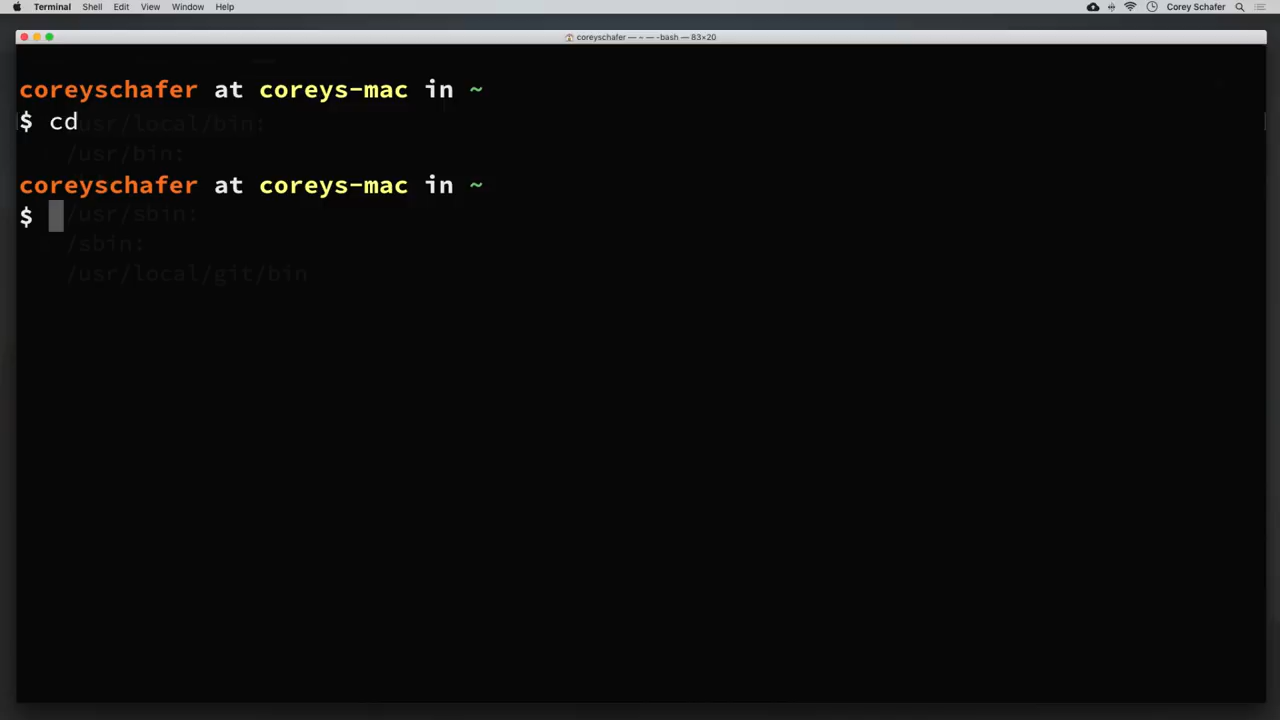 Terminal Shell Edit View Window Help Corey Schafer
coreyschafer — ~ — -bash — 83×20
coreyschafer at coreys-mac in ~
$ cd
/usr/local/bin:
/usr/bin:
coreyschafer at coreys-mac in ~
$
/usr/sbin:
/sbin:
/usr/local/git/bin